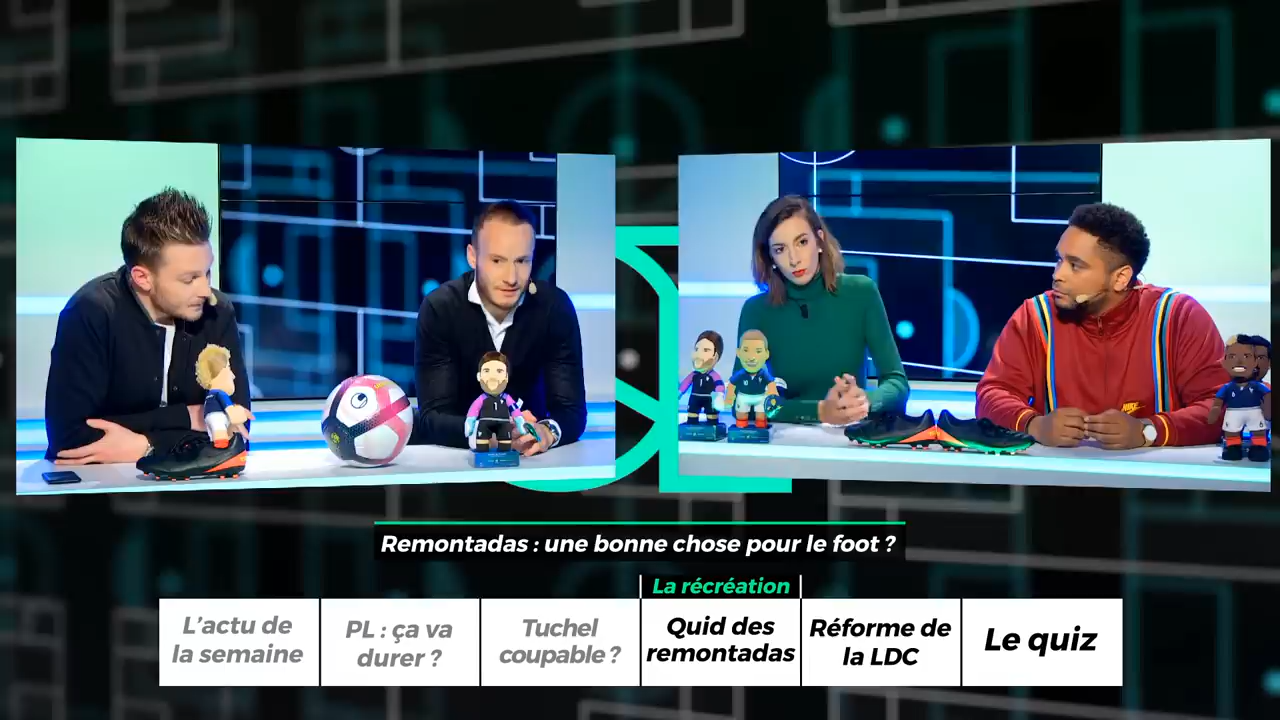 Remontadas : une bonne chose pour le foot ?
La récréation
L'actu de
la semaine
PL : ça va
durer ?
Tuchel
coupable ?
Quid des
remontadas
Réforme de
la LDC
Le quiz